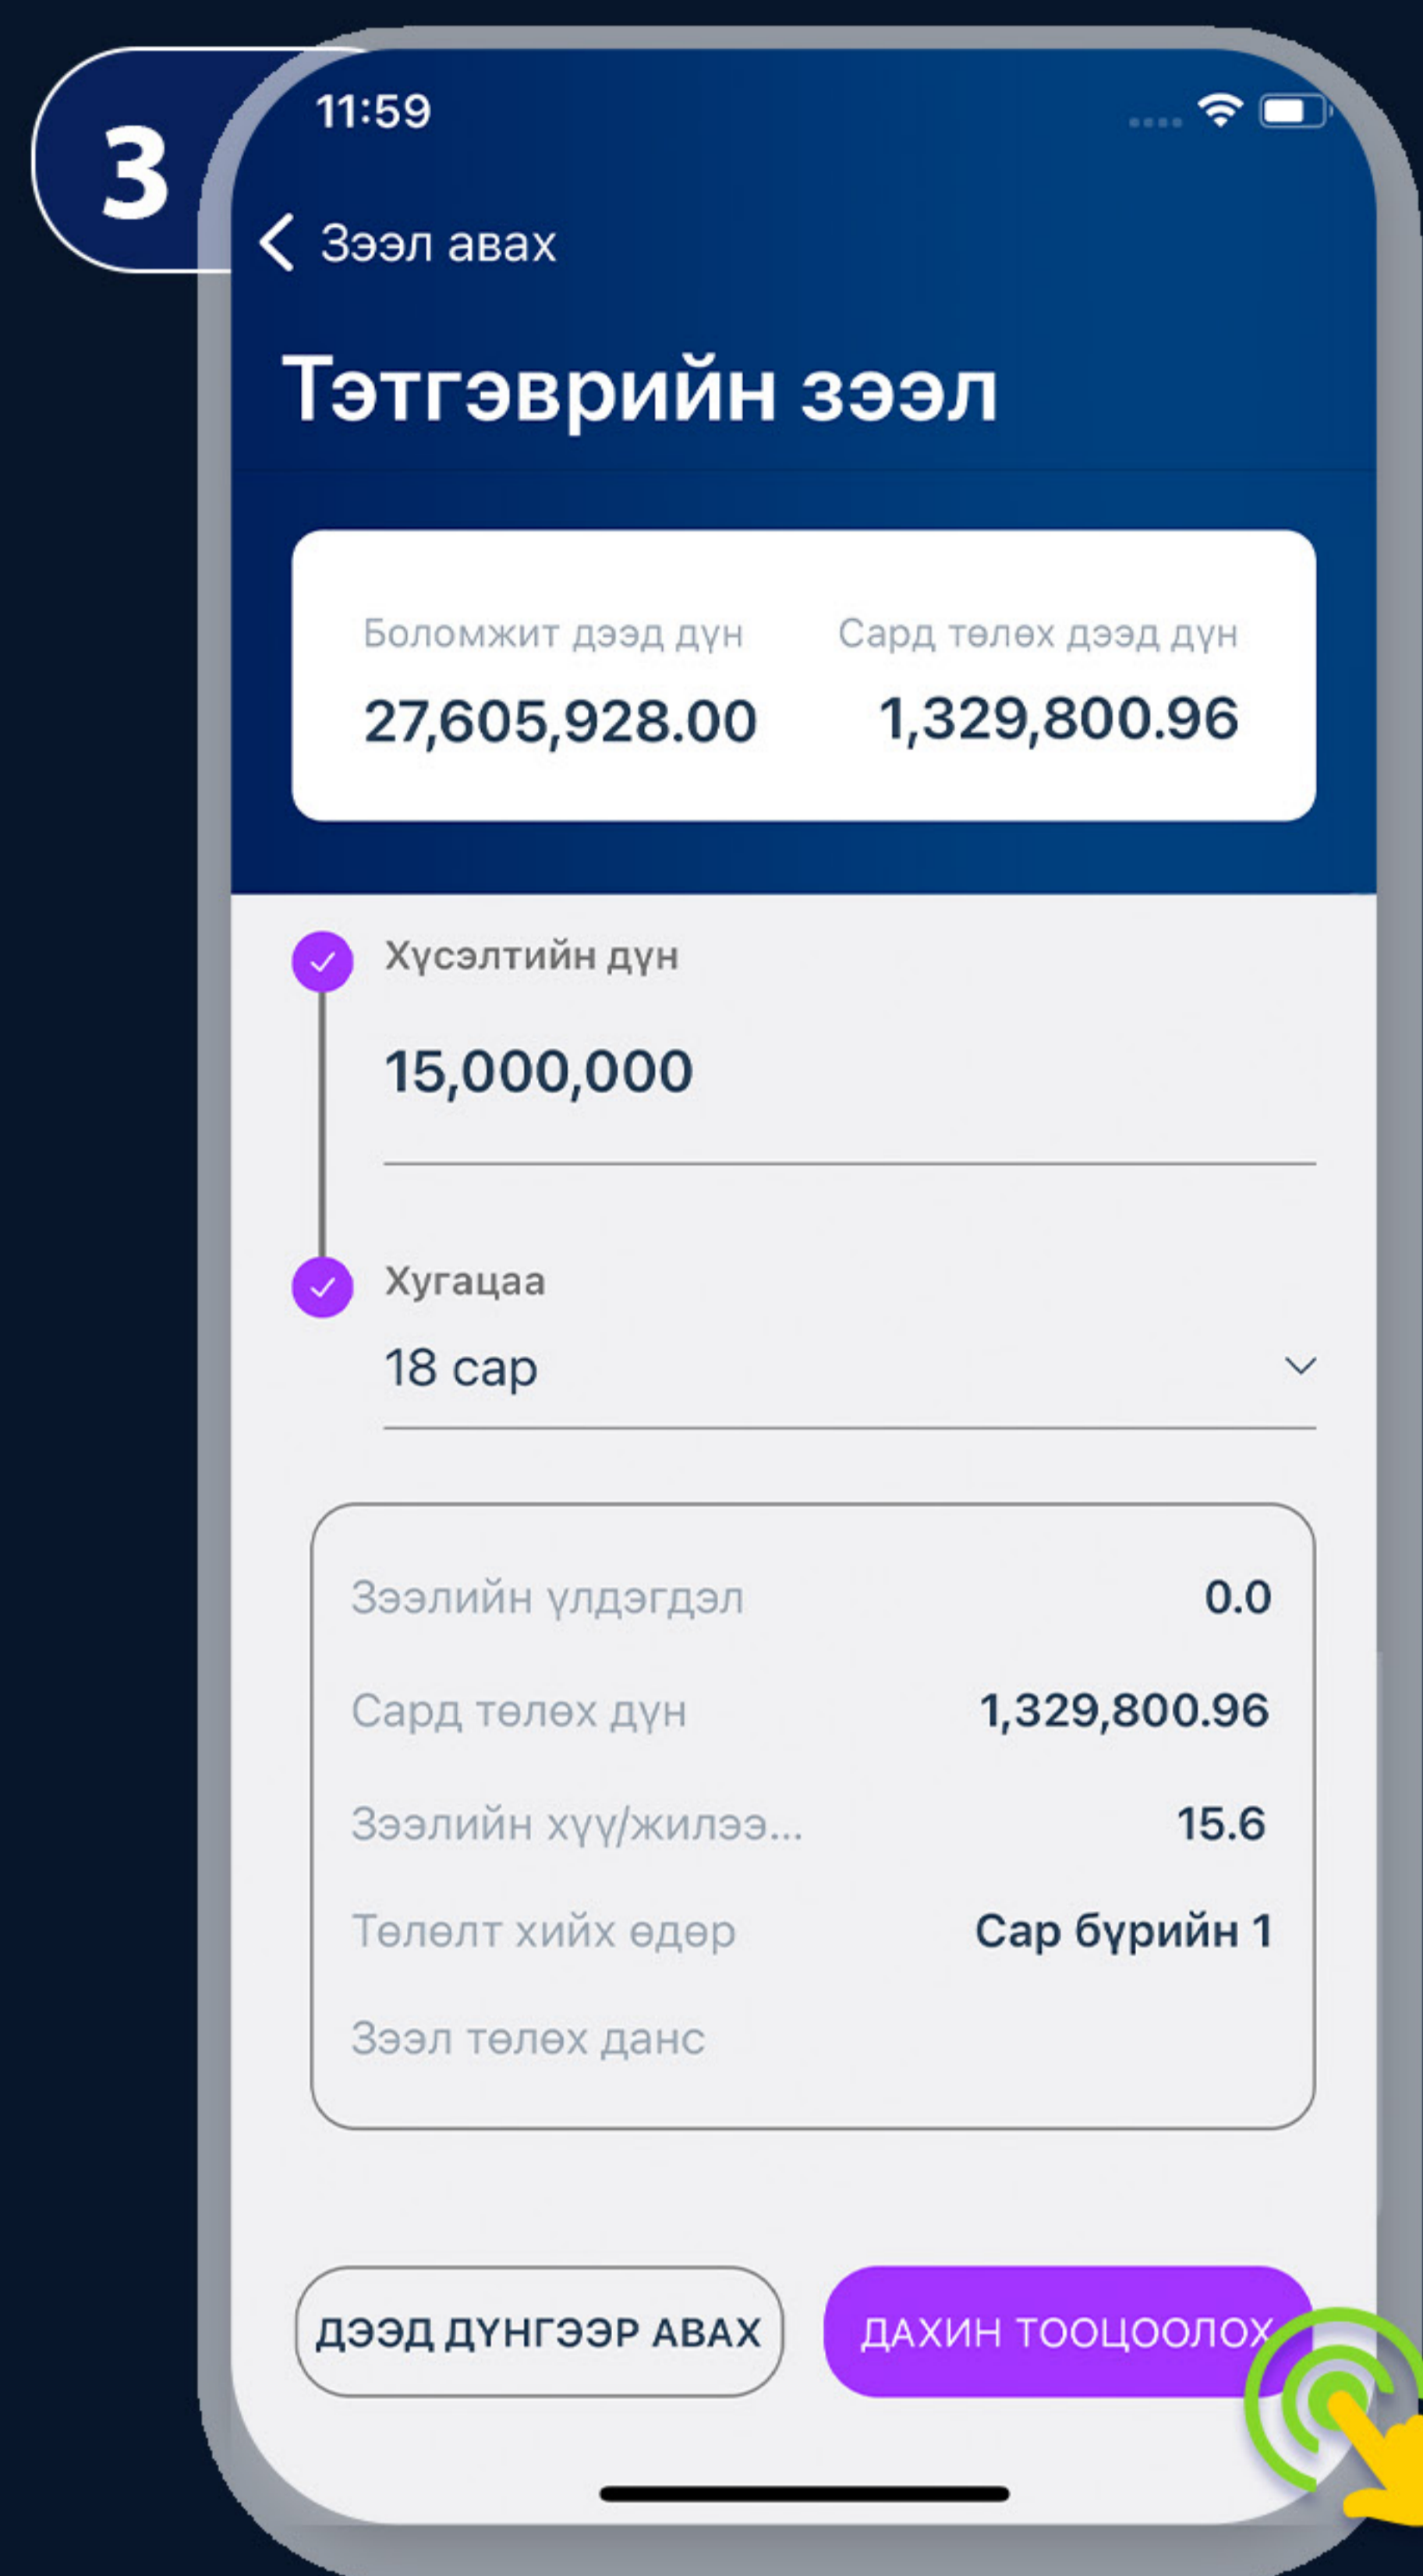 3
11:59
Зээл авах
Тэтгэврийн зээл
Боломжит дээд дүн Сард төлөх дээд дүн
27,605,928.00 1,329,800.96
Хүсэлтийн дүн
15,000,000
Хугацаа
18 сар
Зээлийн үлдэгдэл 0.0
Сард төлөх дүн 1,329,800.96
Зээлийн хүү/жилээ... 15.6
Төлөлт хийх өдөр Сар бүрийн 1
Зээл төлөх данс
ДЭЭД ДҮНГЭЭР АВАХ ДАХИН ТООЦООЛОХ